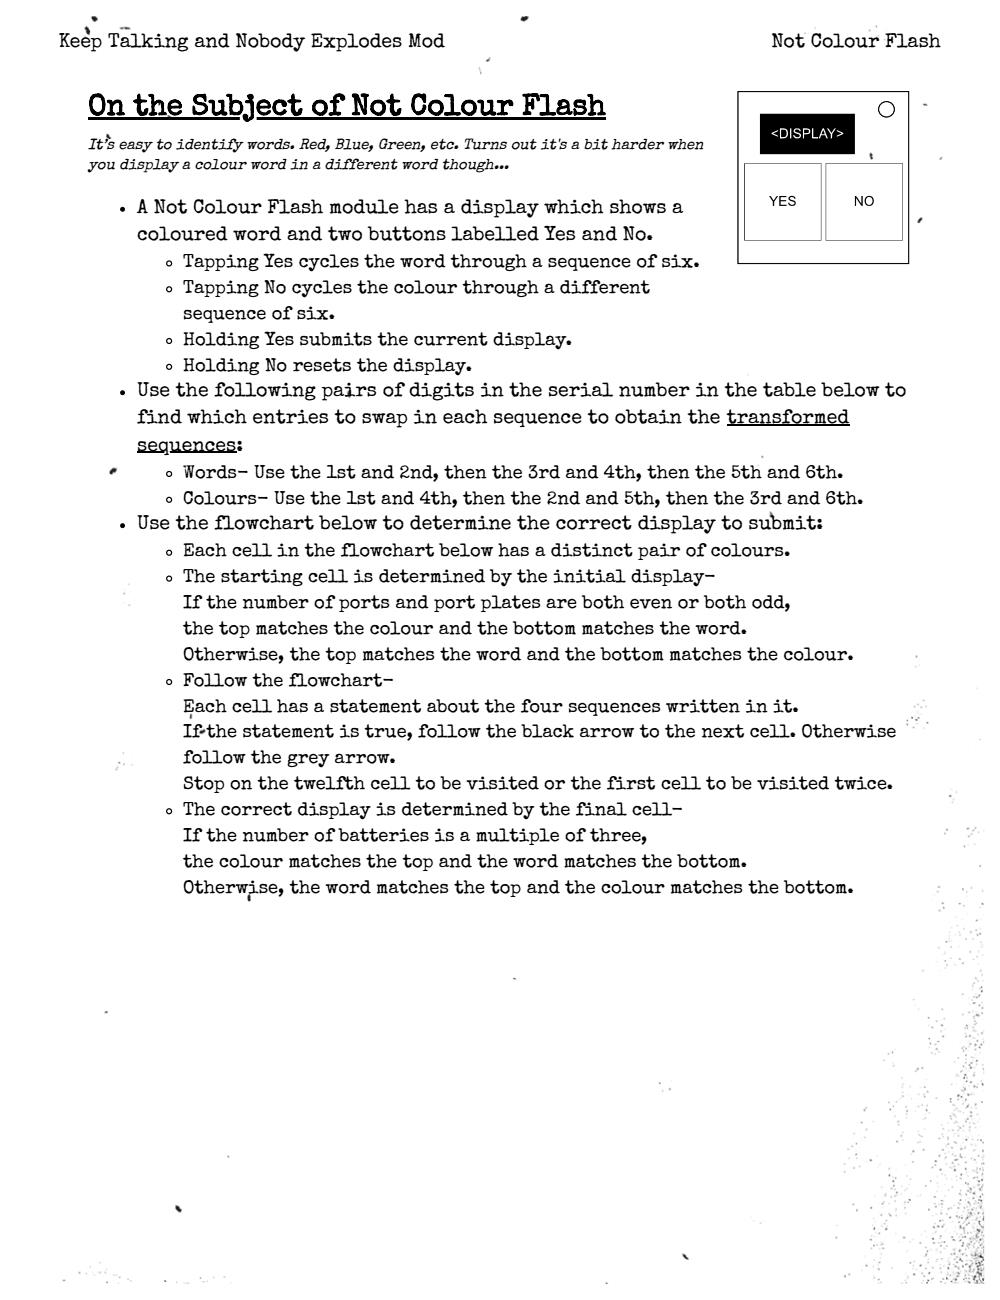 Keep Talking and Nobody Explodes Mod
Not Colour Flash
On the Subject of Not Colour Flash
It's easy to identify words. Red, Blue, Green, etc. Turns out it's a bit harder when
you display a colour word in a different word though…
<DISPLAY>
YES
NO
• A Not Colour Flash module has a display which shows a
coloured word and two buttons labelled Yes and No.
◦ Tapping Yes cycles the word through a sequence of six.
◦ Tapping No cycles the colour through a different
sequence of six.
◦ Holding Yes submits the current display.
◦ Holding No resets the display.
• Use the following pairs of digits in the serial number in the table below to
find which entries to swap in each sequence to obtain the transformed
sequences:
◦ Words– Use the 1st and 2nd, then the 3rd and 4th, then the 5th and 6th.
◦ Colours– Use the 1st and 4th, then the 2nd and 5th, then the 3rd and 6th.
• Use the flowchart below to determine the correct display to submit:
◦ Each cell in the flowchart below has a distinct pair of colours.
◦ The starting cell is determined by the initial display–
If the number of ports and port plates are both even or both odd,
the top matches the colour and the bottom matches the word.
Otherwise, the top matches the word and the bottom matches the colour.
◦ Follow the flowchart–
Each cell has a statement about the four sequences written in it.
If the statement is true, follow the black arrow to the next cell. Otherwise
follow the grey arrow.
Stop on the twelfth cell to be visited or the first cell to be visited twice.
◦ The correct display is determined by the final cell–
If the number of batteries is a multiple of three,
the colour matches the top and the word matches the bottom.
Otherwise, the word matches the top and the colour matches the bottom.